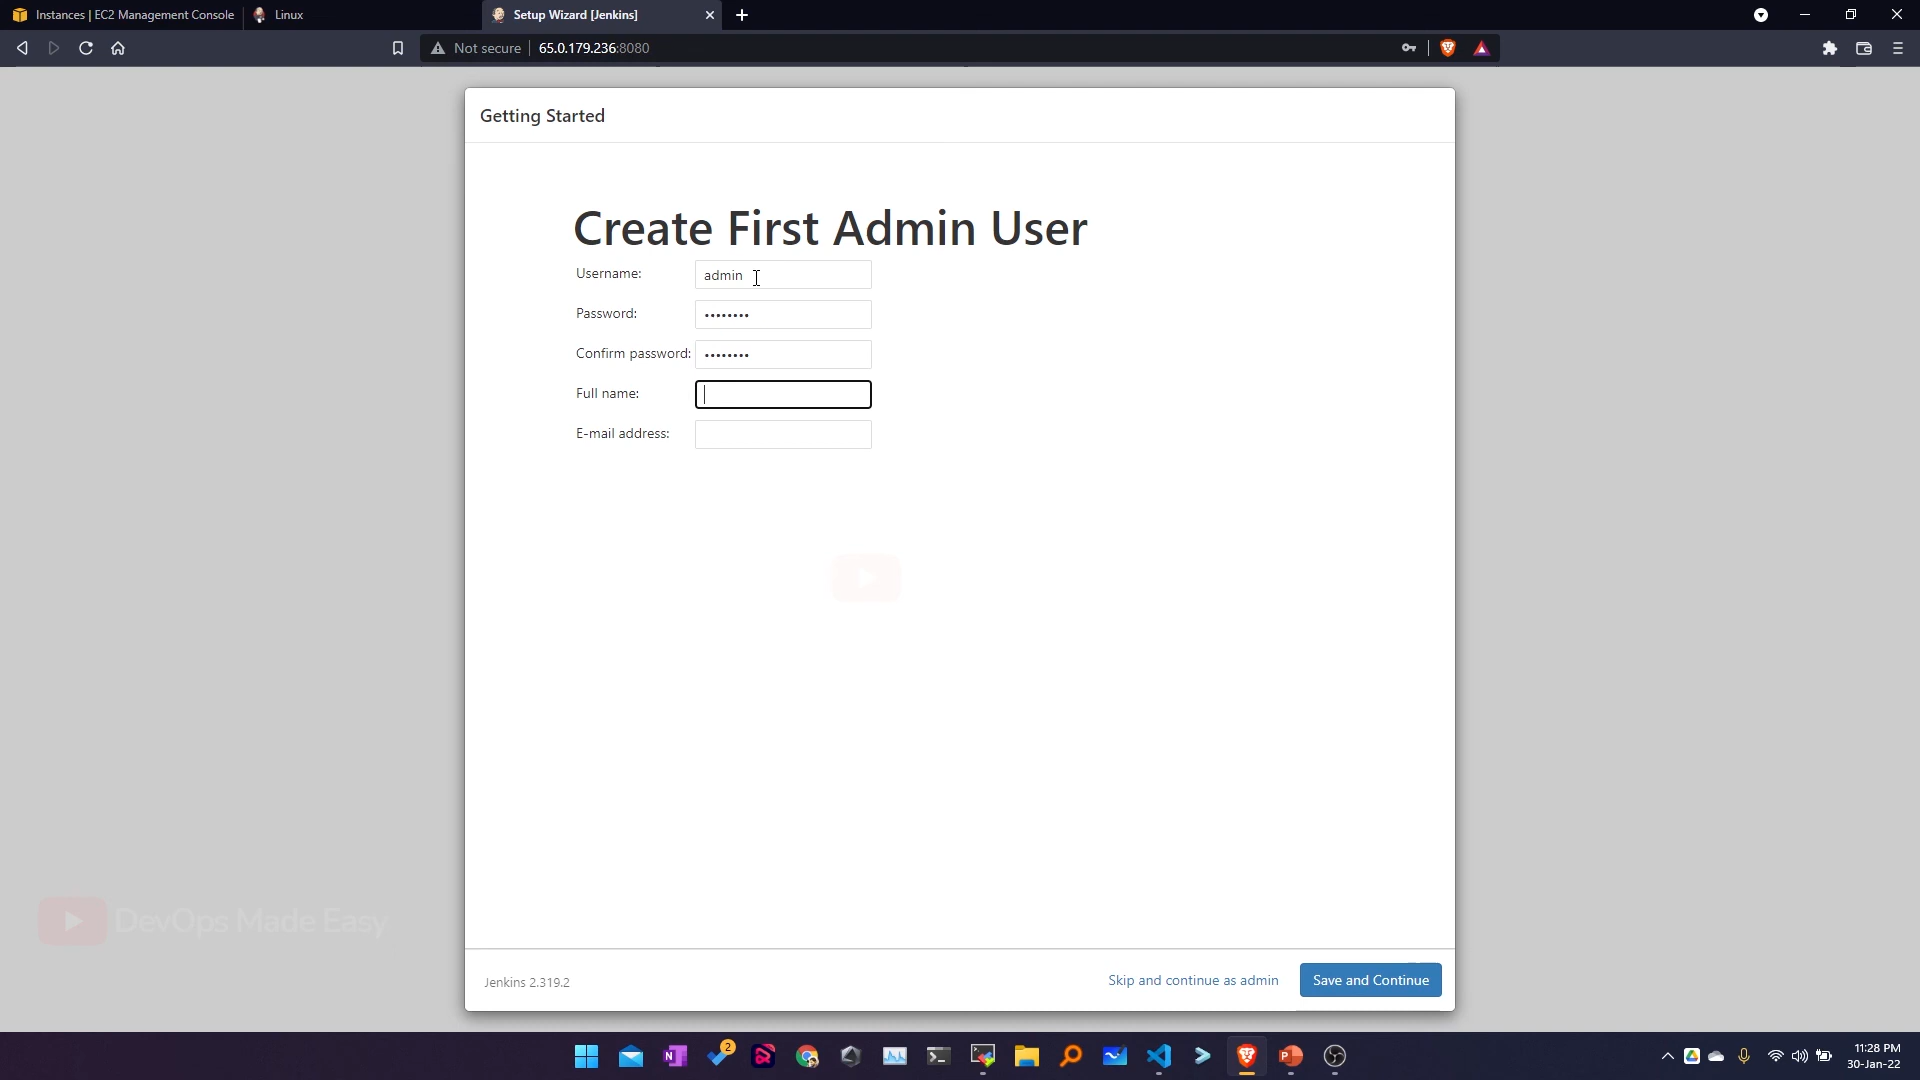 Instances | EC2 Management Console
Linux
Setup Wizard [Jenkins]
Not secure
65.0.179.236:8080
Getting Started
Create First Admin User
Username:
admin
Password:
••••••••
Confirm password:
••••••••
Full name:
E-mail address:
DevOps Made Easy
Jenkins 2.319.2
Skip and continue as admin
Save and Continue
2
11:28 PM
30-Jan-22